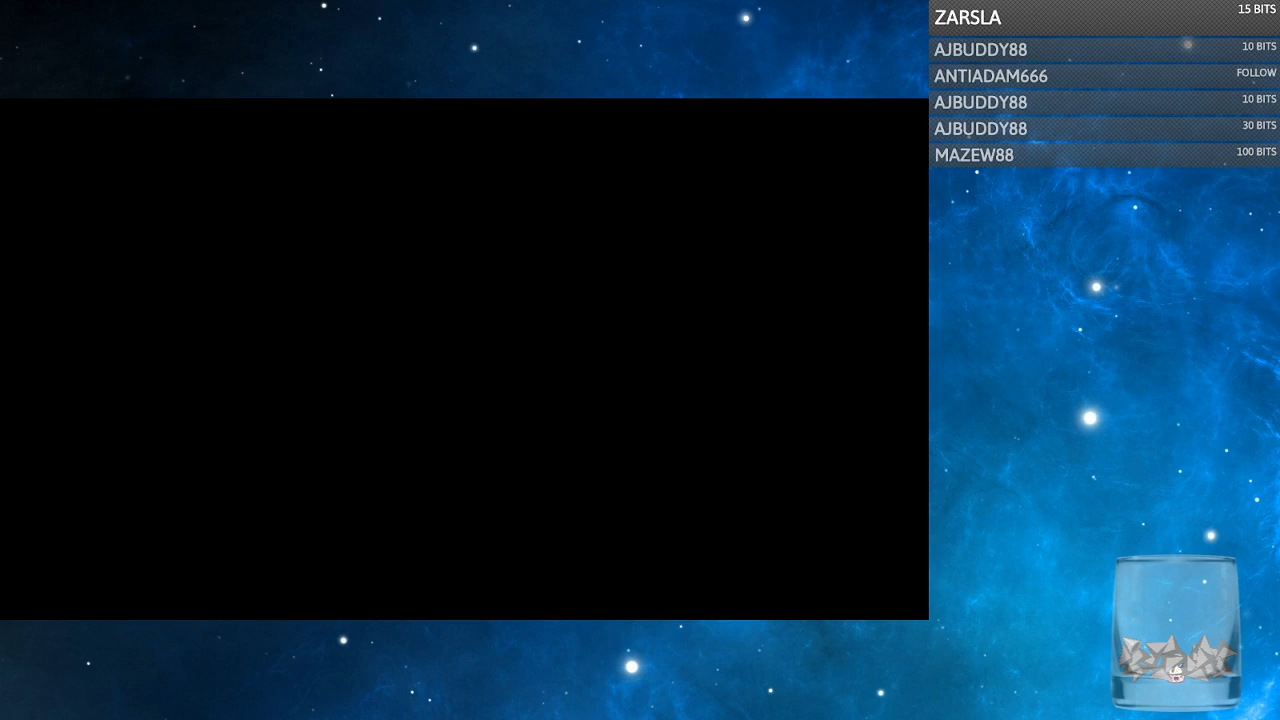 ZARSLA 15 BITS
AJBUDDY88 10 BITS
ANTIADAM666 FOLLOW
AJBUDDY88 10 BITS
AJBUDDY88 30 BITS
MAZEW88 100 BITS